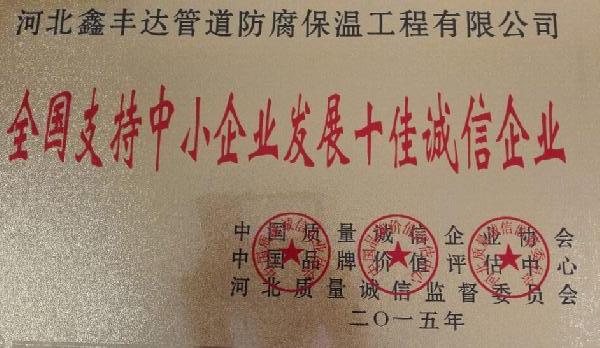 河北鑫丰达管道防腐保温工程有限公司
全国支持中小企业发展十佳诚信企业
中国质量诚信企业协会
中国品牌价值评估中心
河北质量诚信监督委员会
二〇一五年